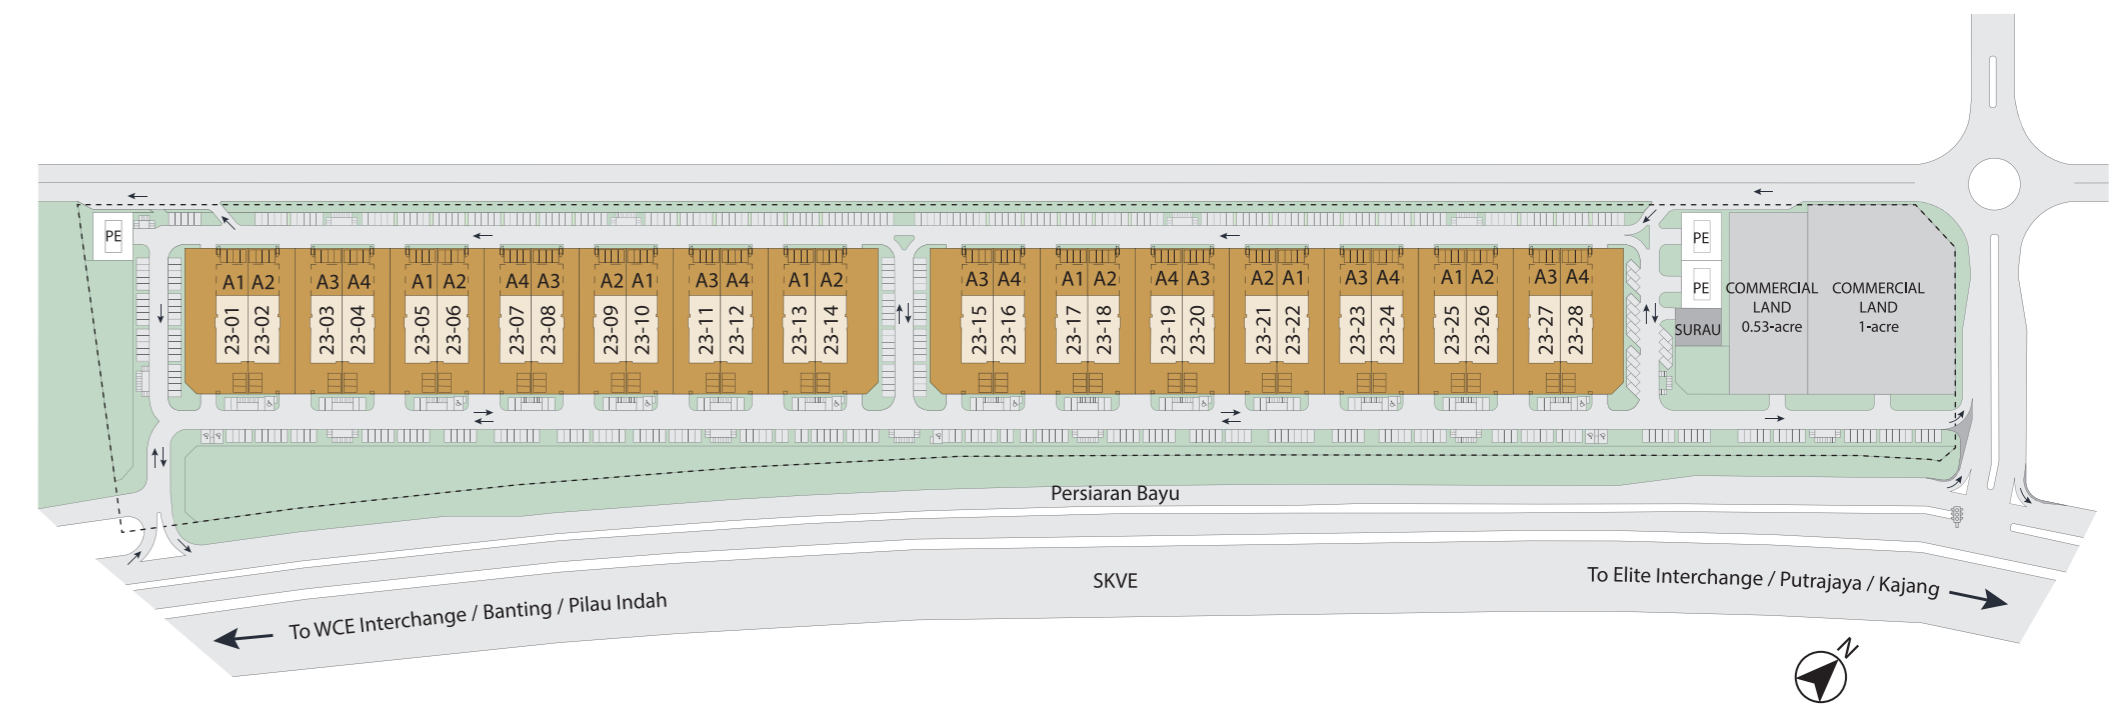 PE
A1 A2
A3 A4
A1 A2
A4 A3
A2 A1
A3 A4
A1 A2
A3 A4
A1 A2
A4 A3
A2 A1
A3 A4
A1 A2
A3 A4
23-01
23-02
23-03
23-04
23-05
23-06
23-07
23-08
23-09
23-10
23-11
23-12
23-13
23-14
23-15
23-16
23-17
23-18
23-19
23-20
23-21
23-22
23-23
23-24
23-25
23-26
23-27
23-28
PE
PE
SURAU
COMMERCIAL
LAND
0.53-acre
COMMERCIAL
LAND
1-acre
Persiaran Bayu
SKVE
To WCE Interchange / Banting / Pilau Indah
To Elite Interchange / Putrajaya / Kajang
N